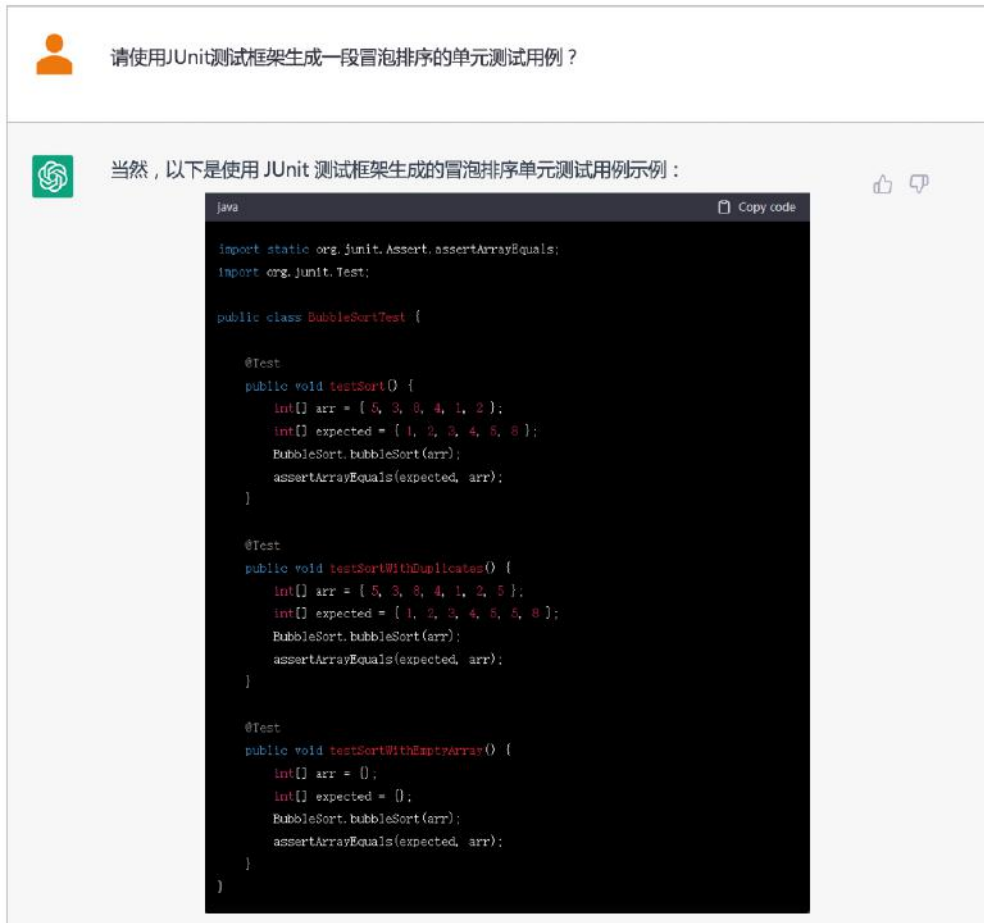 请使用JUnit测试框架生成一段冒泡排序的单元测试用例？
当然，以下是使用 JUnit 测试框架生成的冒泡排序单元测试用例示例：
java
Copy code
import static org.junit.Assert.assertArrayEquals;
import org.junit.Test;
public class BubbleSortTest {
@Test
public void testSort() {
int[] arr = { 5, 3, 8, 4, 1, 2 };
int[] expected = { 1, 2, 3, 4, 5, 8 };
BubbleSort.bubbleSort(arr);
assertArrayEquals(expected, arr);
}
@Test
public void testSortWithDuplicates() {
int[] arr = { 5, 3, 8, 4, 1, 2, 5 };
int[] expected = { 1, 2, 3, 4, 5, 5, 8 };
BubbleSort.bubbleSort(arr);
assertArrayEquals(expected, arr);
}
@Test
public void testSortWithEmptyArray() {
int[] arr = {};
int[] expected = {};
BubbleSort.bubbleSort(arr);
assertArrayEquals(expected, arr);
}
}